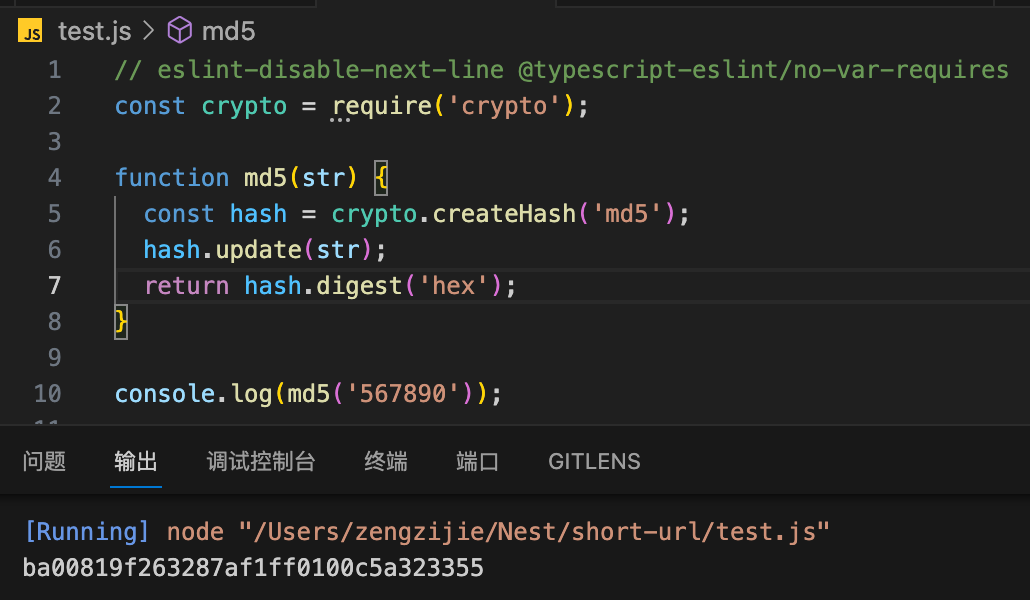 JS test.js > md5
1 // eslint-disable-next-line @typescript-eslint/no-var-requires
2 const crypto = require('crypto');
3
4 function md5(str) {
5 const hash = crypto.createHash('md5');
6 hash.update(str);
7 return hash.digest('hex');
8 }
9
10 console.log(md5('567890'));
问题 输出 调试控制台 终端 端口 GITLENS
[Running] node "/Users/zengzijie/Nest/short-url/test.js"
ba00819f263287af1ff0100c5a323355